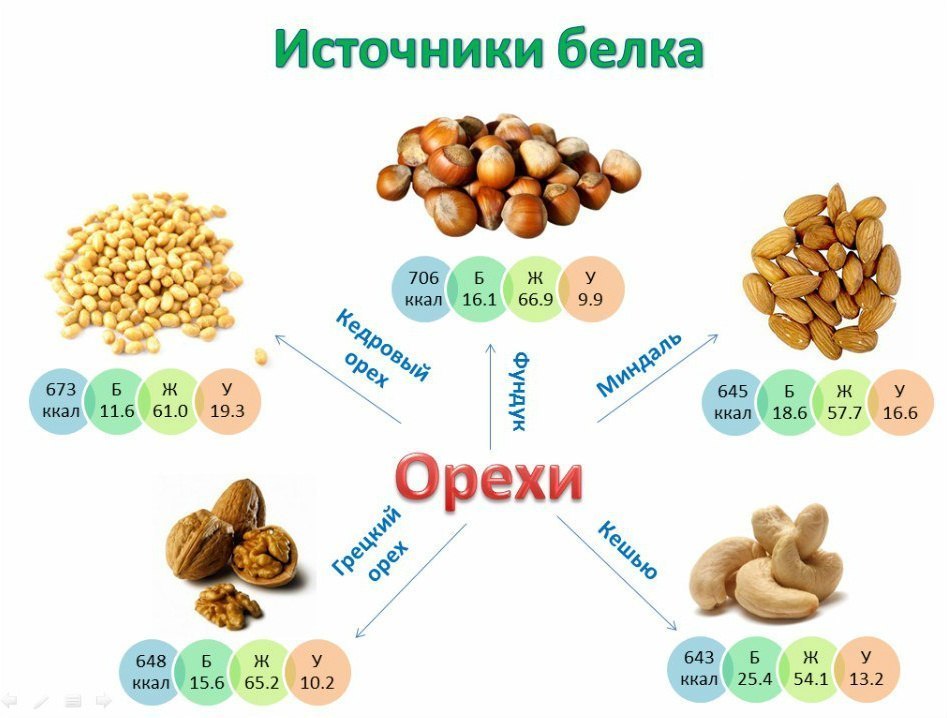 Источники белка
706
ккал
Б
16.1
Ж
66.9
У
9.9
Кедровый
орех
Фундук
Миндаль
673
ккал
Б
11.6
Ж
61.0
У
19.3
645
ккал
Б
18.6
Ж
57.7
У
16.6
Орехи
Грецкий
орех
Кешью
648
ккал
Б
15.6
Ж
65.2
У
10.2
643
ккал
Б
25.4
Ж
54.1
У
13.2